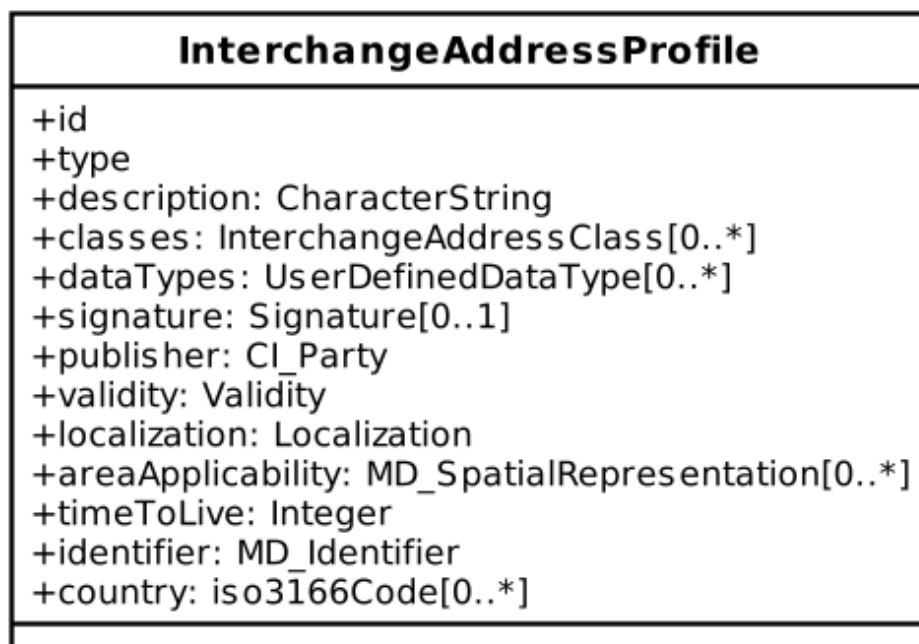 InterchangeAddressProfile
+id
+type
+description: CharacterString
+classes: InterchangeAddressClass[0..*]
+dataTypes: UserDefinedDataType[0..*]
+signature: Signature[0..1]
+publisher: CI_Party
+validity: Validity
+localization: Localization
+areaApplicability: MD_SpatialRepresentation[0..*]
+timeToLive: Integer
+identifier: MD_Identifier
+country: iso3166Code[0..*]